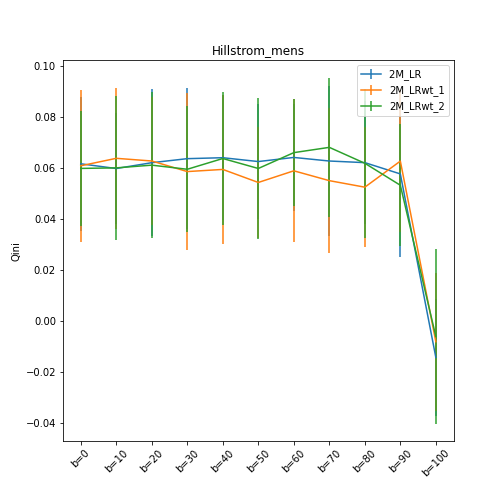 Hillstrom_mens
2M_LR
2M_LRwt_1
2M_LRwt_2
Qini
0.10
0.08
0.06
0.04
0.02
0.00
−0.02
−0.04
b=0
b=10
b=20
b=30
b=40
b=50
b=60
b=70
b=80
b=90
b=100